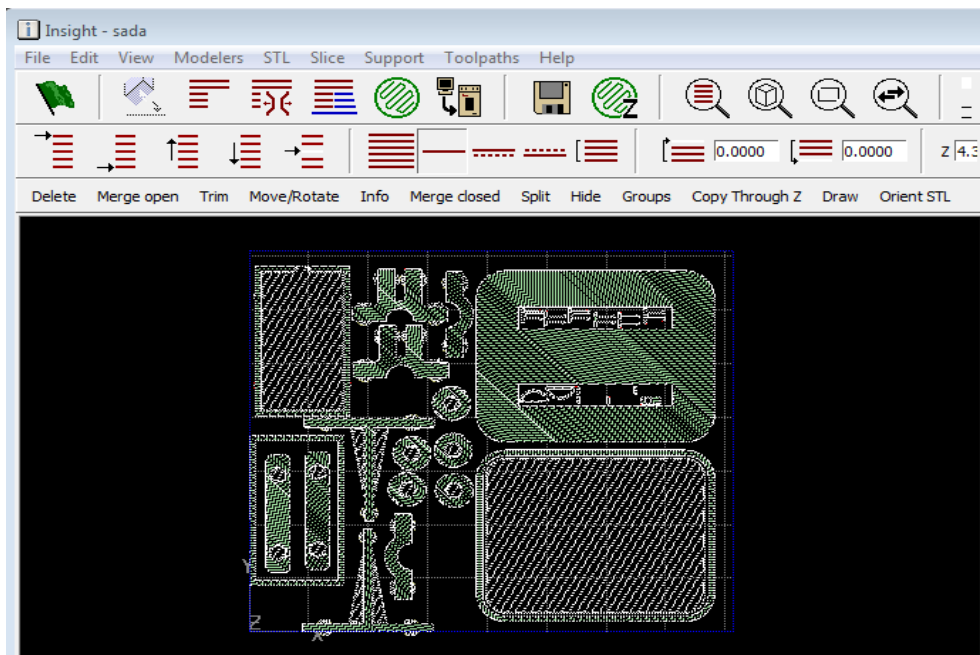 Insight - sada
File Edit View Modelers STL Slice Support Toolpaths Help
Z
0.0000 0.0000 Z 4.3
Delete Merge open Trim Move/Rotate Info Merge closed Split Hide Groups Copy Through Z Draw Orient STL
Y
Z
X